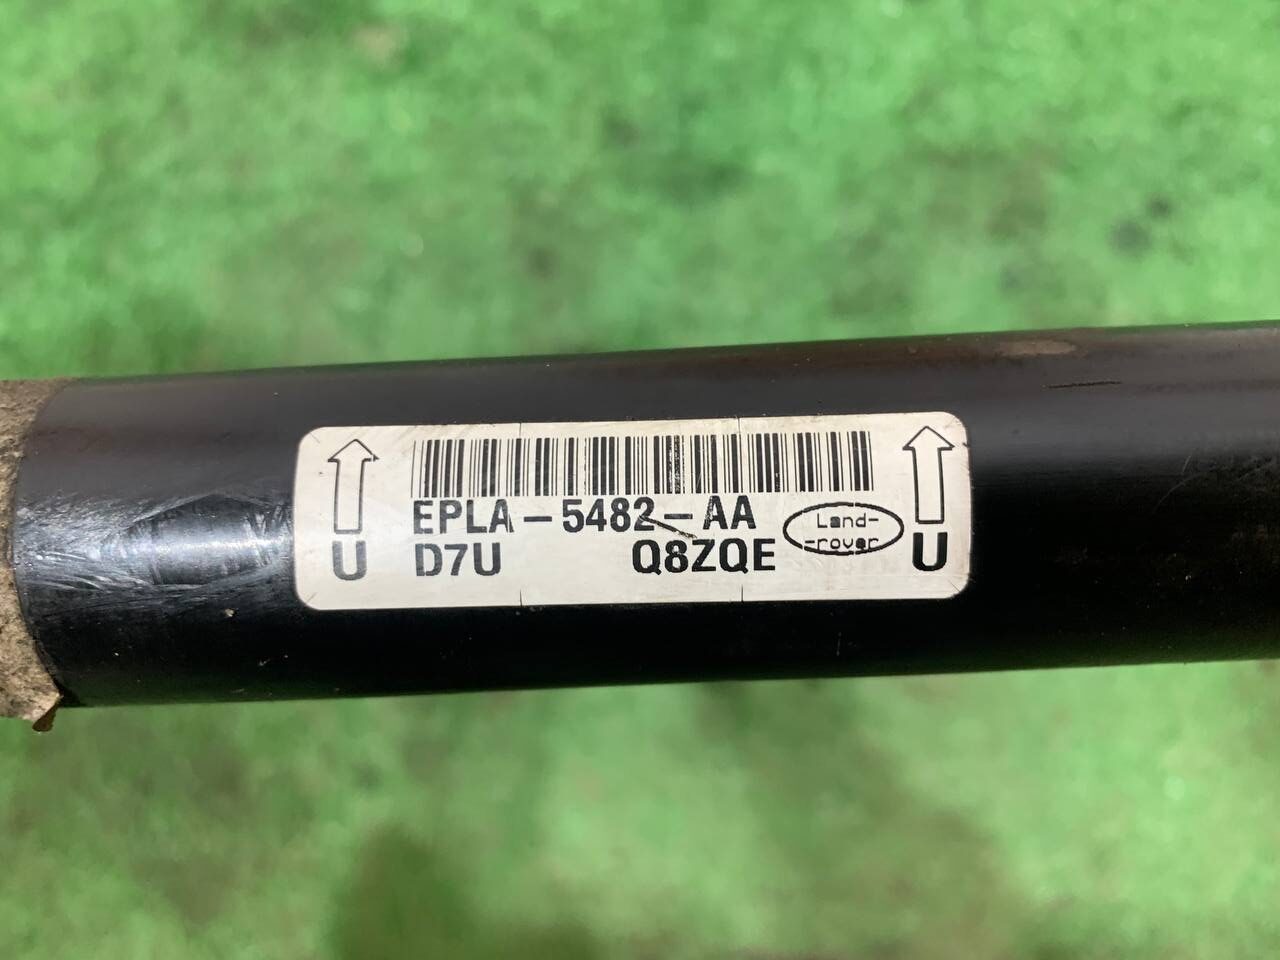 EPLA-5482-AA
D7U Q8ZQE
Land-
-rover
U U